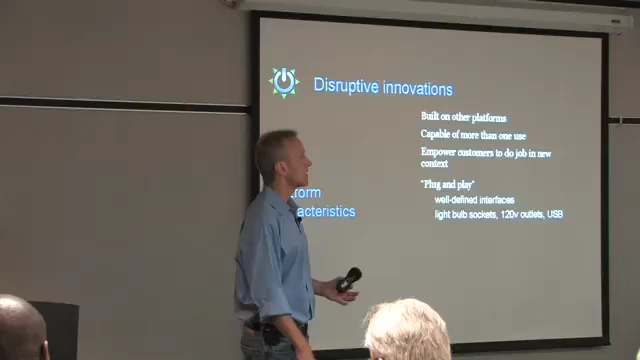 Disruptive innovations
Built on other platforms
Capable of more than one use
Empower customers to do job in new
context
"Plug and play"
well-defined interfaces
light bulb sockets, 120v outlets, USB